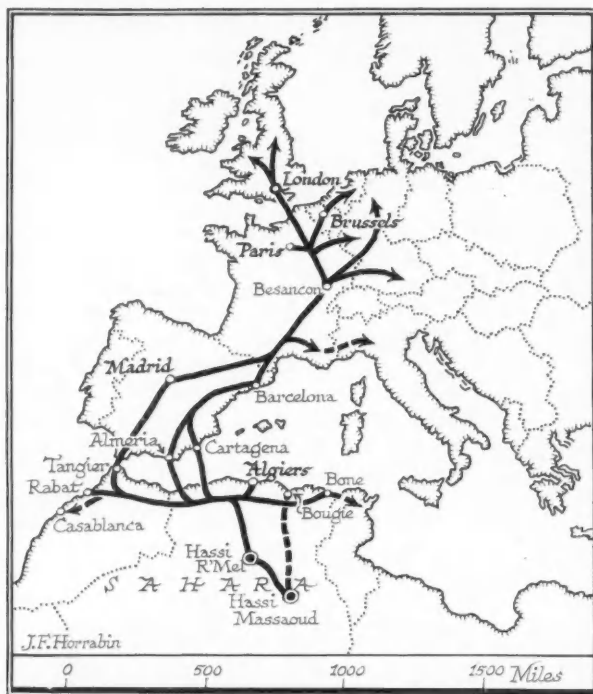 London
Brussels
Paris
Besancon
Madrid
Barcelona
Almeria
Cartagena
Tangier
Algiers
Rabat
Bone
Bougie
Casablanca
Hassi
R'Mel
SAHARA
Hassi
Massaoud
J.F. Horrabin
0 500 1000 1500 Miles